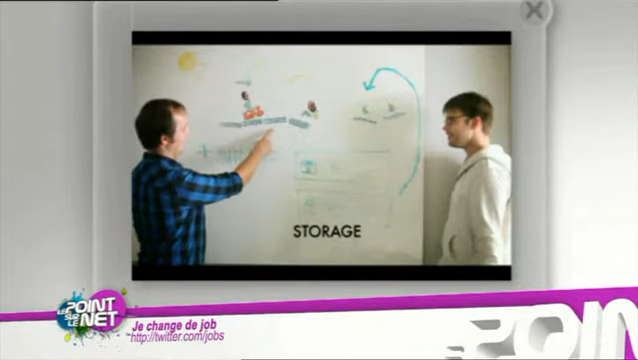 STORAGE
LE POINT
SUR
LE NET
Je change de job
http://twitter.com/jobs
POIN